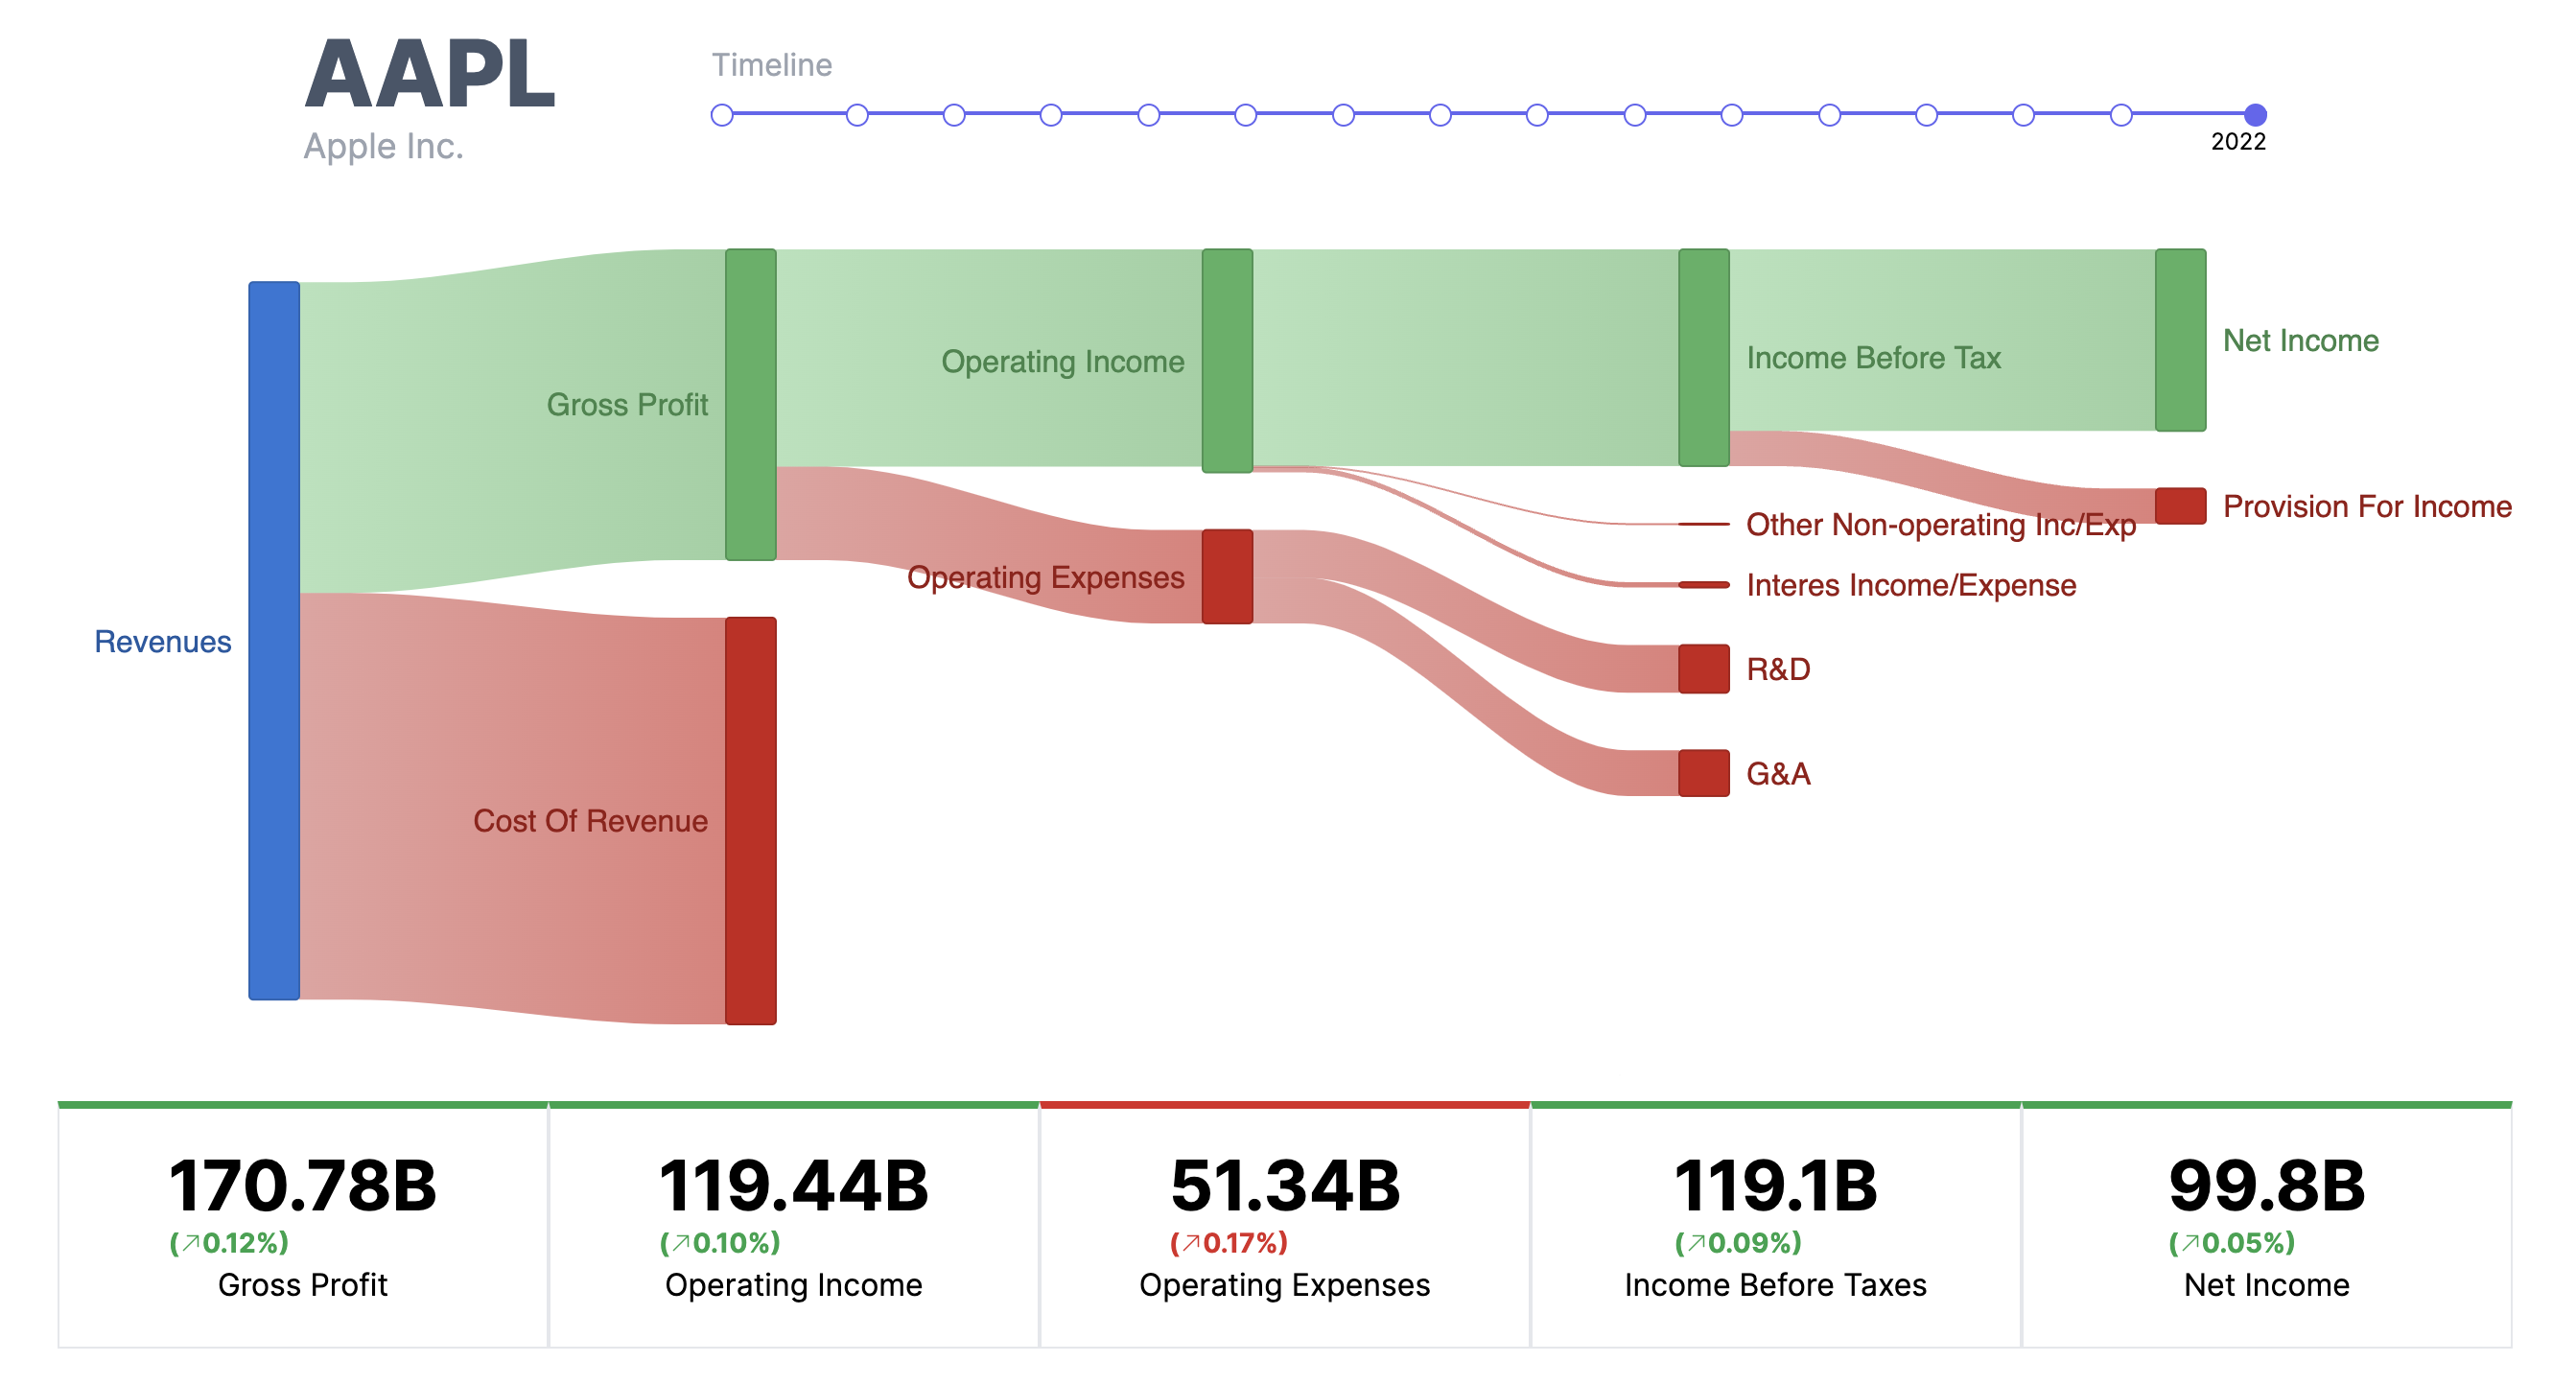 AAPL
Apple Inc.
Timeline
2022
Revenues
Gross Profit
Cost Of Revenue
Operating Income
Operating Expenses
Income Before Tax
Other Non-operating Inc/Exp
Interes Income/Expense
R&D
G&A
Net Income
Provision For Income
170.78B
(↗0.12%)
Gross Profit
119.44B
(↗0.10%)
Operating Income
51.34B
(↗0.17%)
Operating Expenses
119.1B
(↗0.09%)
Income Before Taxes
99.8B
(↗0.05%)
Net Income